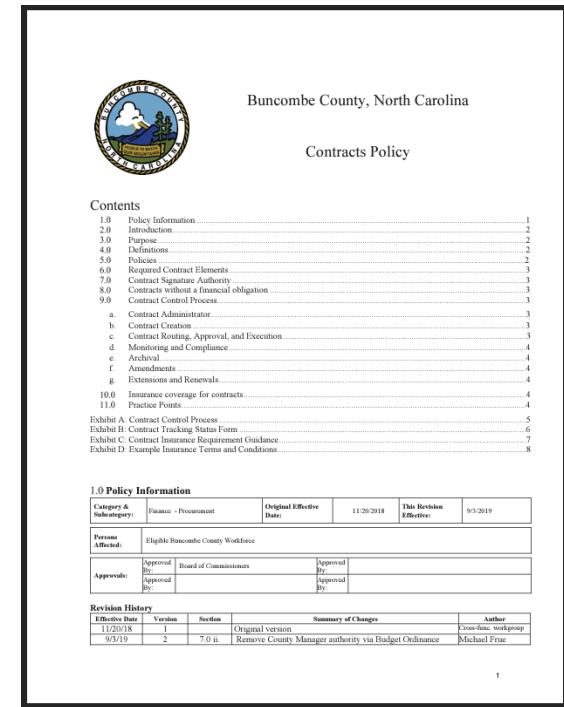 BUNCOMBE COUNTY
PEOPLE TO MATCH
OUR MOUNTAINS
NORTH CAROLINA
Buncombe County, North Carolina
Contracts Policy
Contents
1.0 Policy Information 1
2.0 Introduction 2
3.0 Purpose 2
4.0 Definitions 2
5.0 Policies 2
6.0 Required Contract Elements 3
7.0 Contract Signature Authority 3
8.0 Contracts without a financial obligation 3
9.0 Contract Control Process 3
a. Contract Administrator 3
b. Contract Creation 3
c. Contract Routing, Approval, and Execution 3
d. Monitoring and Compliance 4
e. Archival 4
f. Amendments 4
g. Extensions and Renewals 4
10.0 Insurance coverage for contracts 4
11.0 Practice Points 4
Exhibit A: Contract Control Process 5
Exhibit B: Contract Tracking Status Form 6
Exhibit C: Contract Insurance Requirement Guidance 7
Exhibit D: Example Insurance Terms and Conditions 8
1.0 Policy Information
Category & Subcategory: Finance - Procurement Original Effective Date: 11/20/2018 This Revision Effective: 9/3/2019
Persons Affected: Eligible Buncombe County Workforce
Approvals: Approved By: Board of Commissioners Approved By:
Approved By: Approved By:
Revision History
Effective Date Version Section Summary of Changes Author
11/20/18 1 Original version Cross-func. workgroup
9/3/19 2 7.0 ii. Remove County Manager authority via Budget Ordinance Michael Frue
1